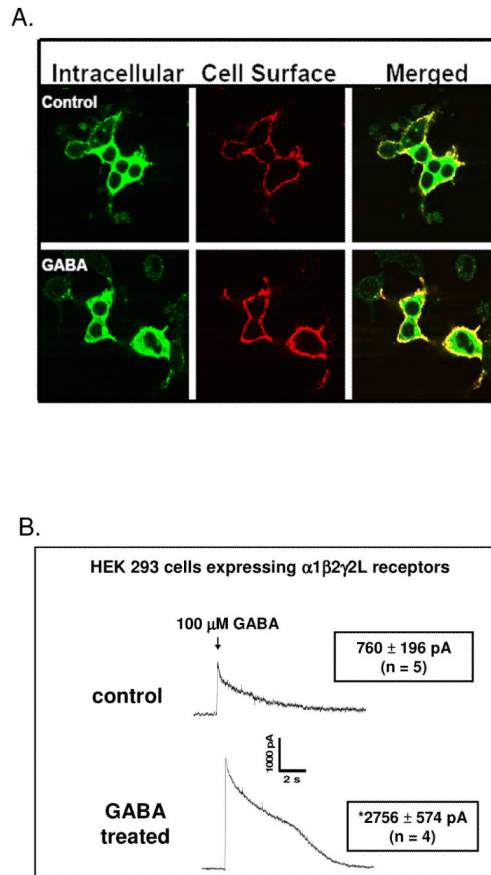 A.
Intracellular Cell Surface Merged
Control
GABA
B.
HEK 293 cells expressing α1β2γ2L receptors
100 μM GABA
760 ± 196 pA
(n = 5)
control
1000 pA
2 s
GABA
treated
*2756 ± 574 pA
(n = 4)